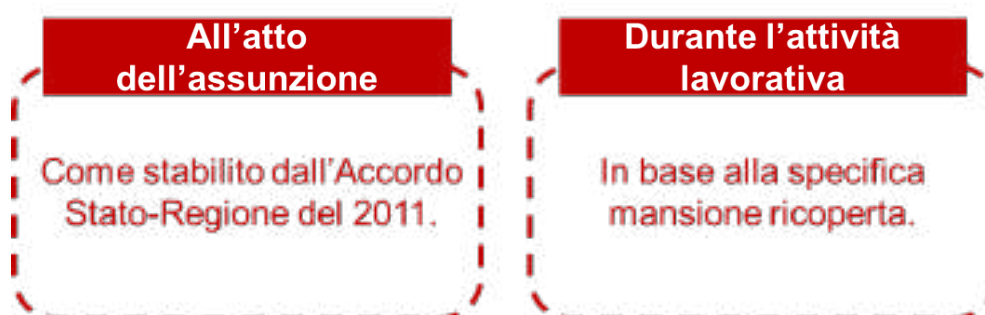 All’atto
dell’assunzione
Come stabilito dall’Accordo
Stato-Regione del 2011.
Durante l’attività
lavorativa
In base alla specifica
mansione ricoperta.